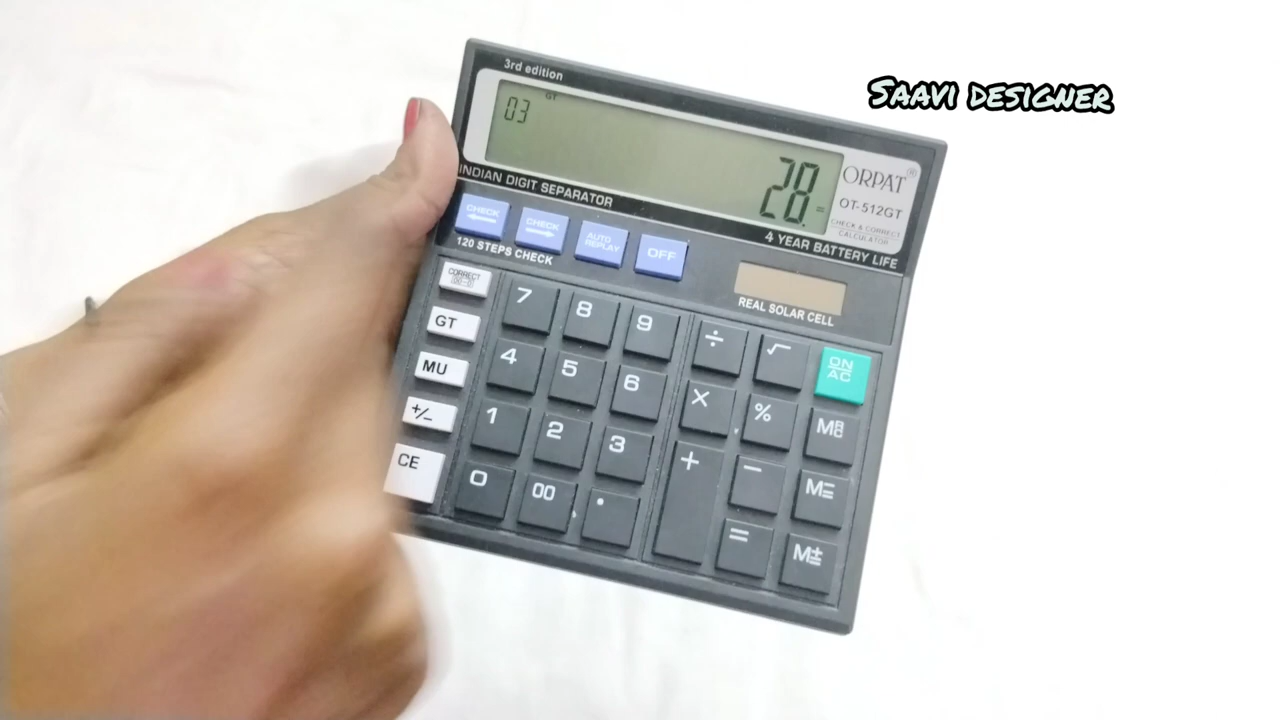 3rd edition
SAAVI DESIGNER
GT
03
28.
=
ORPAT®
OT-512GT
CHECK & CORRECT
CALCULATOR
INDIAN DIGIT SEPARATOR
4 YEAR BATTERY LIFE
CHECK
CHECK
AUTO
REPLAY
OFF
120 STEPS CHECK
REAL SOLAR CELL
CORRECT
GT
7 8 9 ÷ √ ON
AC
MU
4 5 6 X %
+/−
1 2 3 + −
M=
CE
0 00 . =
M±